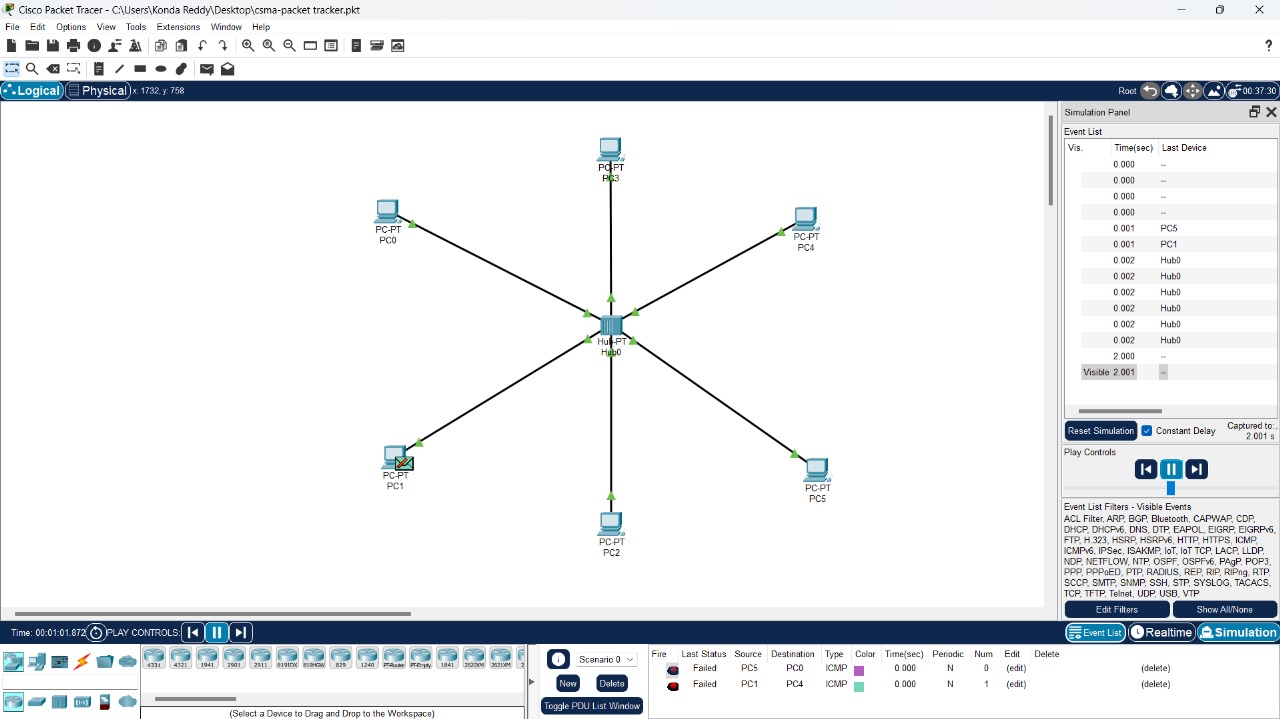 Cisco Packet Tracer - C:\Users\Konda Reddy\Desktop\csma-packet tracker.pkt
File Edit Options View Tools Extensions Window Help
?
Logical Physical x: 1732, y: 758 Root 00:37:30
Simulation Panel
Event List
Vis. Time(sec) Last Device
0.000 --
0.000 --
0.000 --
0.000 --
0.001 PC5
0.001 PC1
0.002 Hub0
0.002 Hub0
0.002 Hub0
0.002 Hub0
0.002 Hub0
0.002 Hub0
2.000 --
Visible 2.001 --
Reset Simulation Constant Delay Captured to:
2.001 s
Play Controls
Event List Filters - Visible Events
ACL Filter, ARP, BGP, Bluetooth, CAPWAP, CDP,
DHCP, DHCPv6, DNS, DTP, EAPOL, EIGRP, EIGRPv6,
FTP, H.323, HSRP, HSRPv6, HTTP, HTTPS, ICMP,
ICMPv6, IPSec, ISAKMP, IoT, IoT TCP, LACP, LLDP,
NDP, NETFLOW, NTP, OSPF, OSPFv6, PAgP, POP3,
PPP, PPPoED, PTP, RADIUS, REP, RIP, RIPng, RTP,
SCCP, SMTP, SNMP, SSH, STP, SYSLOG, TACACS,
TCP, TFTP, Telnet, UDP, USB, VTP
Edit Filters Show All/None
Event List Realtime Simulation
PC-PT
PC3
PC-PT
PC0
PC-PT
PC4
Hub-PT
Hub0
PC-PT
PC1
PC-PT
PC5
PC-PT
PC2
Time: 00:01:01.872 PLAY CONTROLS:
4331 4321 1941 2901 2911 819IOX 819HGW 829 1240 PT-Router PT-Empty 1841 2620XM 2621XM
(Select a Device to Drag and Drop to the Workspace)
Scenario 0
New Delete
Toggle PDU List Window
Fire Last Status Source Destination Type Color Time(sec) Periodic Num Edit Delete
Failed PC5 PC0 ICMP 0.000 N 0 (edit) (delete)
Failed PC1 PC4 ICMP 0.000 N 1 (edit) (delete)